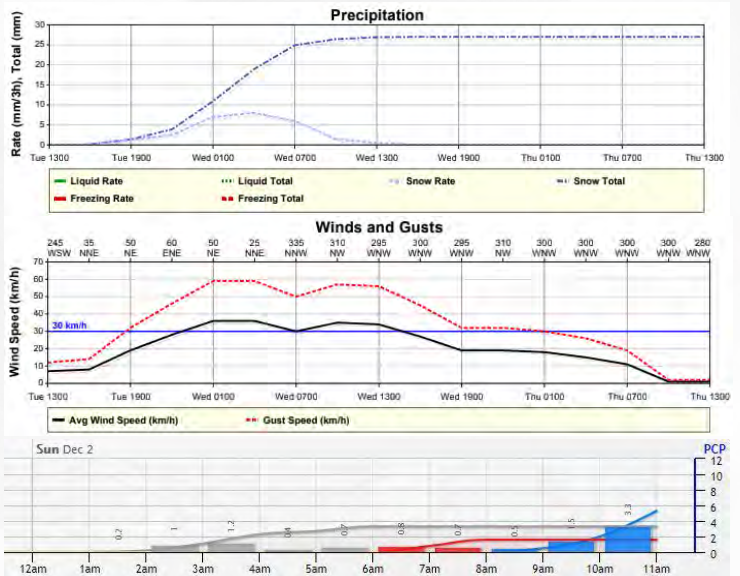 Precipitation
Rate (mm/3h), Total (mm)
30
25
20
15
10
5
0
Tue 1300 Tue 1900 Wed 0100 Wed 0700 Wed 1300 Wed 1900 Thu 0100 Thu 0700 Thu 1300
Liquid Rate Liquid Total Snow Rate Snow Total
Freezing Rate Freezing Total
Winds and Gusts
245 35 50 60 50 25 335 310 295 300 295 310 300 300 300 300 280
WSW NNE NE ENE NE NNE NNW NW WNW WNW WNW NW WNW WNW WNW WNW WNW
Wind Speed (km/h)
70
60
50
40
30
20
10
0
30 km/h
Tue 1300 Tue 1900 Wed 0100 Wed 0700 Wed 1300 Wed 1900 Thu 0100 Thu 0700 Thu 1300
Avg Wind Speed (km/h) Gust Speed (km/h)
Sun Dec 2
PCP
12
10
8
6
4
2
0
0.2 1 1.2 0.4 0.7 0.8 0.7 0.5 1.5 3.3
12am 1am 2am 3am 4am 5am 6am 7am 8am 9am 10am 11am